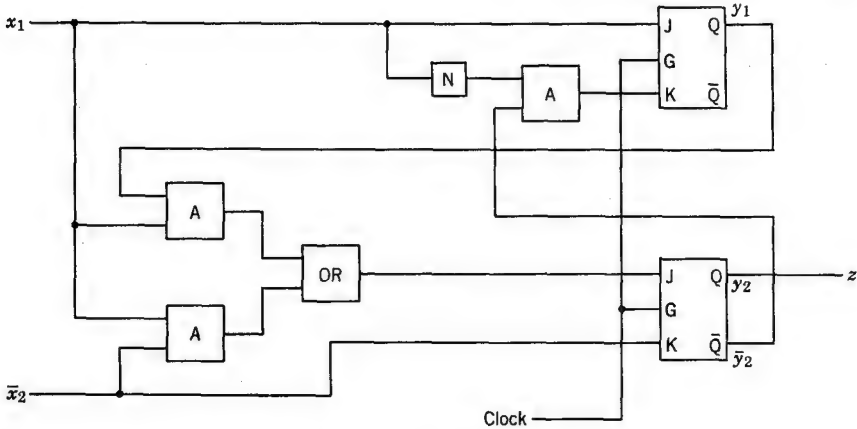 x₁
J Q y₁
G
N
A
K Q̄
A
OR
J Q y₂ z
G
A
K Q̄ ȳ₂
x̄₂
Clock